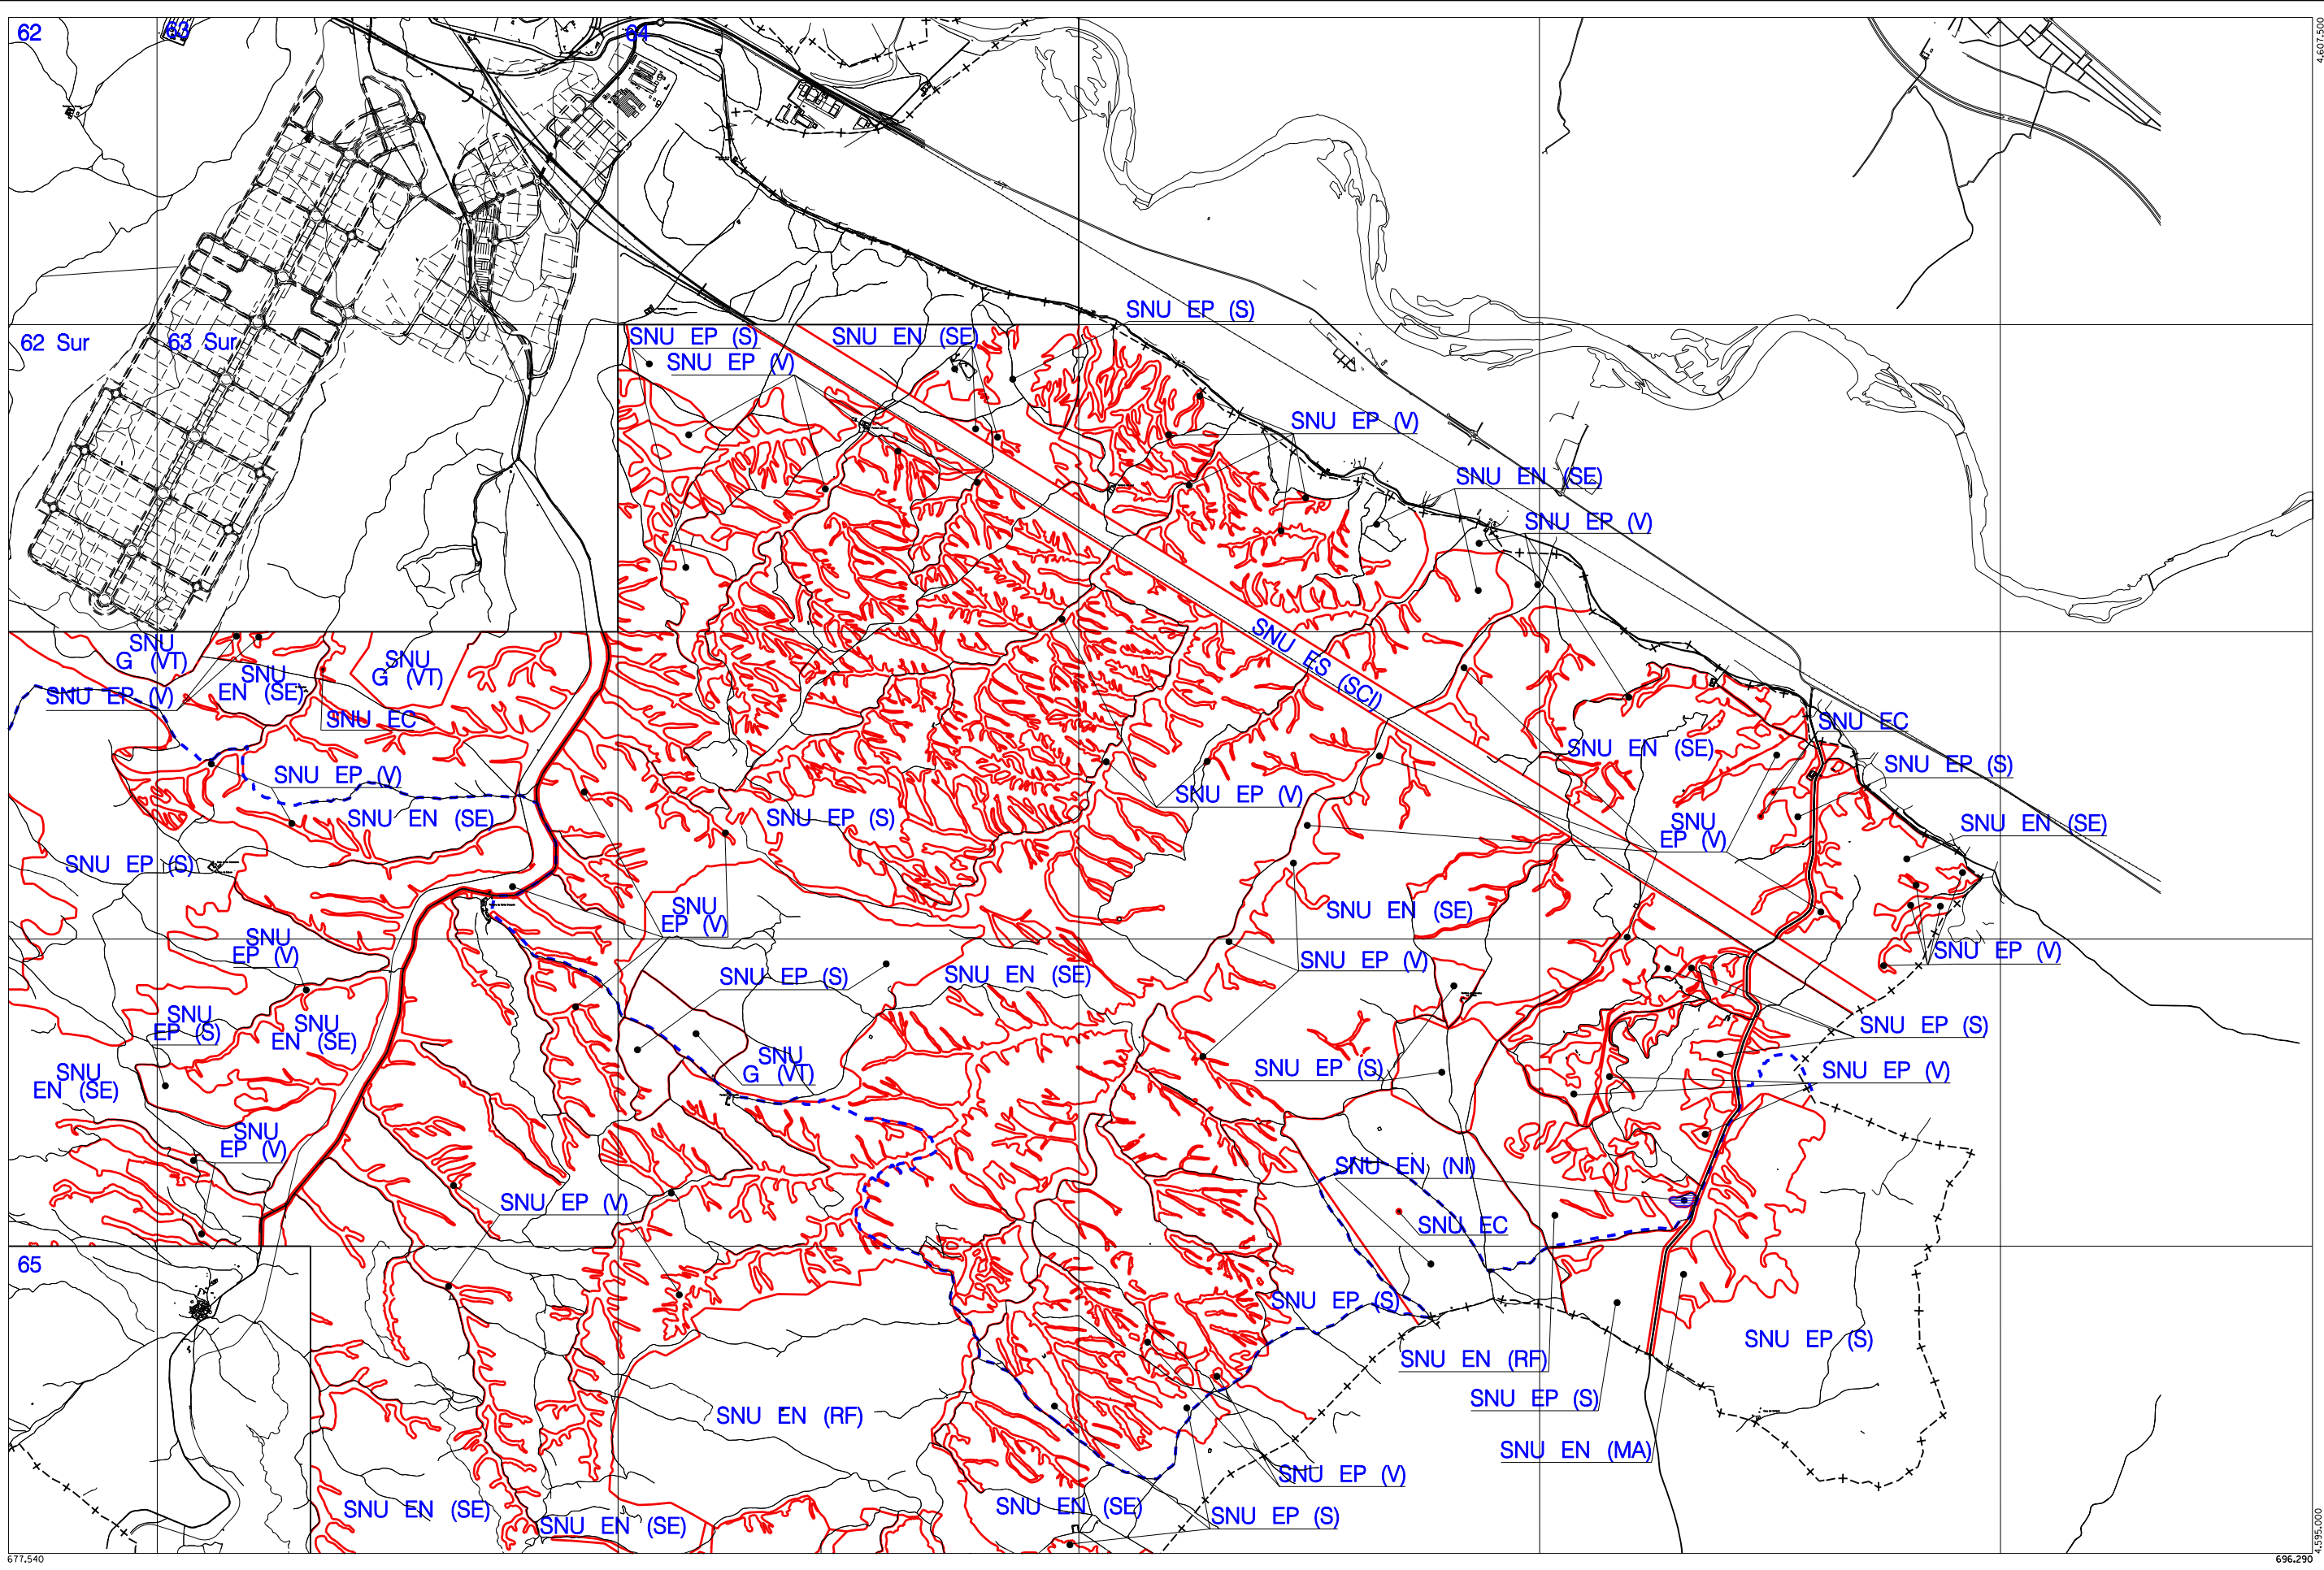 62
63
64
4,607,500
SNU EP (S)
62 Sur
63 Sur
SNU EP (S)
SNU EN (SE)
SNU EP (V)
SNU EP (V)
SNU EN (SE)
SNU EP (V)
SNU
G (VT)
SNU ES (SCI)
SNU
EN (SE)
SNU
G (VT)
SNU EP (V)
SNU EC
SNU EC
SNU EN (SE)
SNU EP (S)
SNU EP (V)
SNU EP (V)
SNU EN (SE)
SNU EP (S)
SNU
EP (V)
SNU EN (SE)
SNU EP (S)
SNU
EP (V)
SNU EN (SE)
SNU
EP (V)
SNU EP (V)
SNU EP (V)
SNU EP (S)
SNU EN (SE)
SNU
EP (S)
SNU
EN (SE)
SNU EP (S)
SNU
G (VT)
SNU EP (S)
SNU EP (V)
SNU
EN (SE)
SNU
EP (V)
SNU EN (NI)
SNU EP (V)
SNU EC
65
SNU EP (S)
SNU EP (S)
SNU EN (RF)
SNU EP (S)
SNU EN (RF)
SNU EN (MA)
SNU EP (V)
SNU EN (SE)
SNU EN (SE)
SNU EN (SE)
SNU EP (S)
4,595.000
677.540
696.290